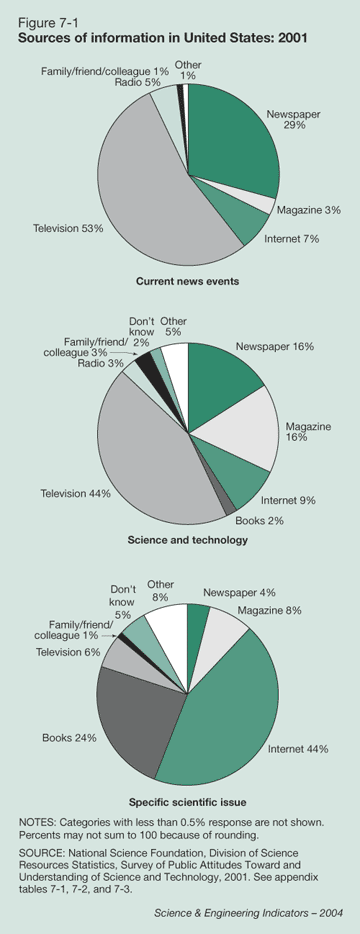 Figure 7-1
Sources of information in United States: 2001
Other
1%
Family/friend/colleague 1%
Radio 5%
Newspaper
29%
Magazine 3%
Television 53%
Internet 7%
Current news events
Don't
know
2%
Other
5%
Family/friend/
colleague 3%
Radio 3%
Newspaper 16%
Magazine
16%
Television 44%
Internet 9%
Books 2%
Science and technology
Other
8%
Don't
know
5%
Newspaper 4%
Magazine 8%
Family/friend/
colleague 1%
Television 6%
Books 24%
Internet 44%
Specific scientific issue
NOTES: Categories with less than 0.5% response are not shown.
Percents may not sum to 100 because of rounding.
SOURCE: National Science Foundation, Division of Science
Resources Statistics, Survey of Public Attitudes Toward and
Understanding of Science and Technology, 2001. See appendix
tables 7-1, 7-2, and 7-3.
Science & Engineering Indicators – 2004